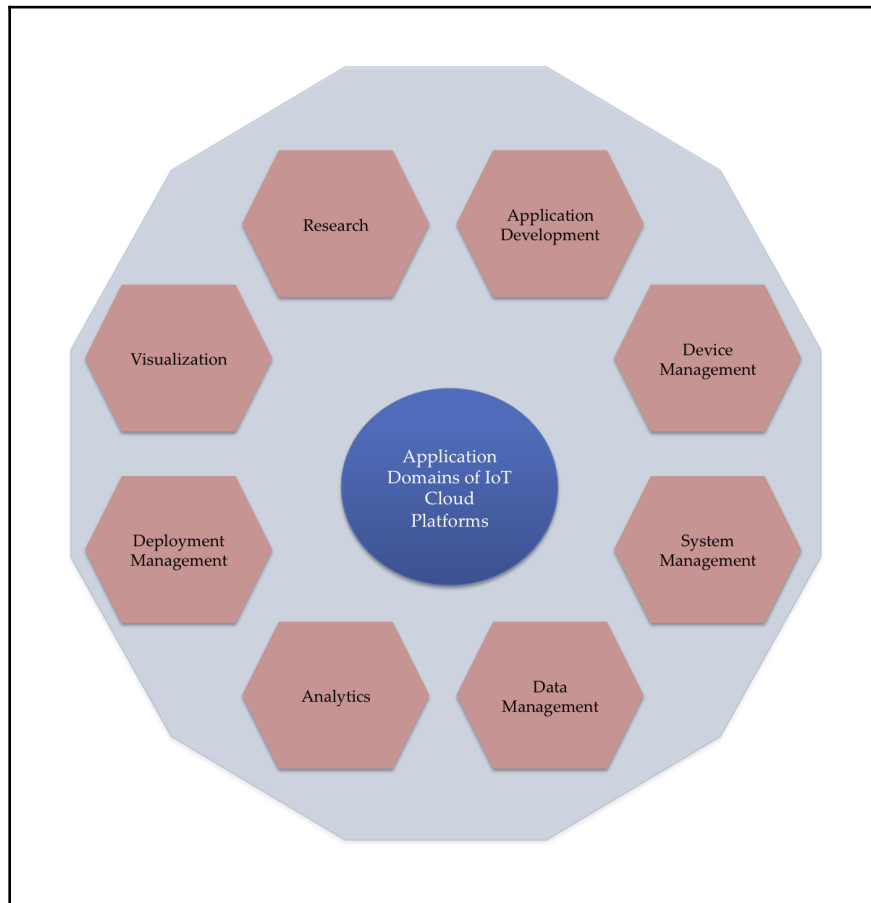 Research
Application
Development
Visualization
Device
Management
Application
Domains of IoT
Cloud
Platforms
Deployment
Management
System
Management
Analytics
Data
Management